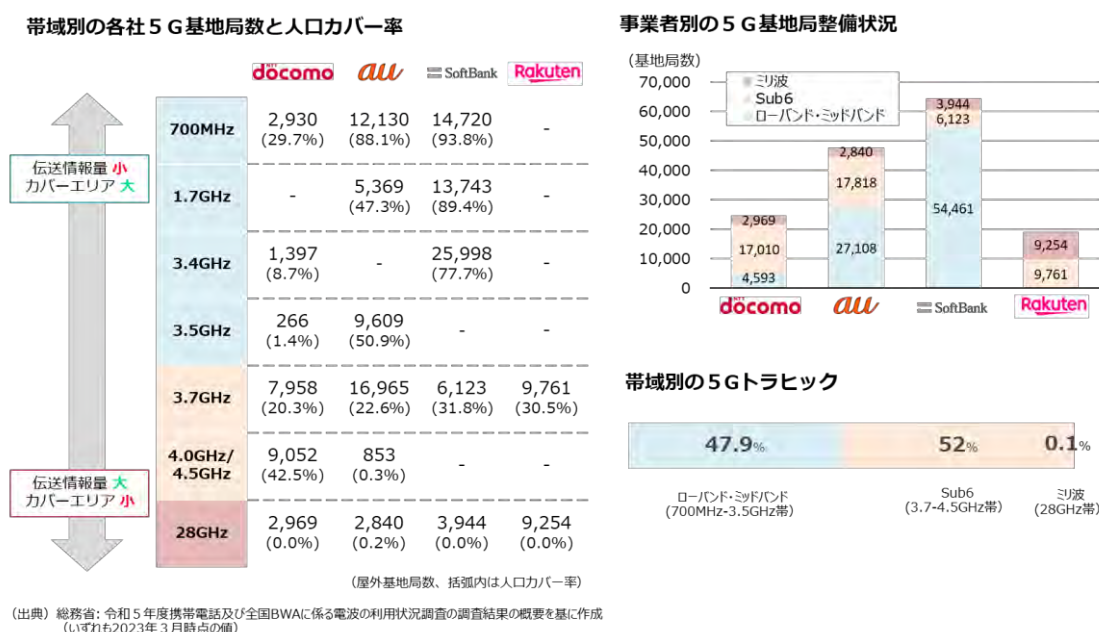 帯域別の各社５G基地局数と人口カバー率
döcomo au SoftBank Rakuten
700MHz 2,930 12,130 14,720 -
(29.7%) (88.1%) (93.8%)
伝送情報量 小
カバーエリア 大
1.7GHz - 5,369 13,743 -
(47.3%) (89.4%)
3.4GHz 1,397 - 25,998 -
(8.7%) (77.7%)
3.5GHz 266 9,609 - -
(1.4%) (50.9%)
3.7GHz 7,958 16,965 6,123 9,761
(20.3%) (22.6%) (31.8%) (30.5%)
4.0GHz/
4.5GHz 9,052 853 - -
(42.5%) (0.3%)
伝送情報量 大
カバーエリア 小
28GHz 2,969 2,840 3,944 9,254
(0.0%) (0.2%) (0.0%) (0.0%)
（屋外基地局数、括弧内は人口カバー率）
（出典）総務省：令和５年度携帯電話及び全国BWAに係る電波の利用状況調査の調査結果の概要を基に作成
（いずれも2023年３月時点の値）
事業者別の５G基地局整備状況
（基地局数）
70,000
60,000
50,000
40,000
30,000
20,000
10,000
0
ミリ波
Sub6
ローバンド・ミッドバンド
2,969
17,010
4,593
2,840
17,818
27,108
3,944
6,123
54,461
9,254
9,761
NTT
döcomo au SoftBank Rakuten
帯域別の５Gトラヒック
47.9% 52% 0.1%
ローバンド・ミッドバンド
(700MHz-3.5GHz帯)
Sub6
(3.7-4.5GHz帯)
ミリ波
(28GHz帯)